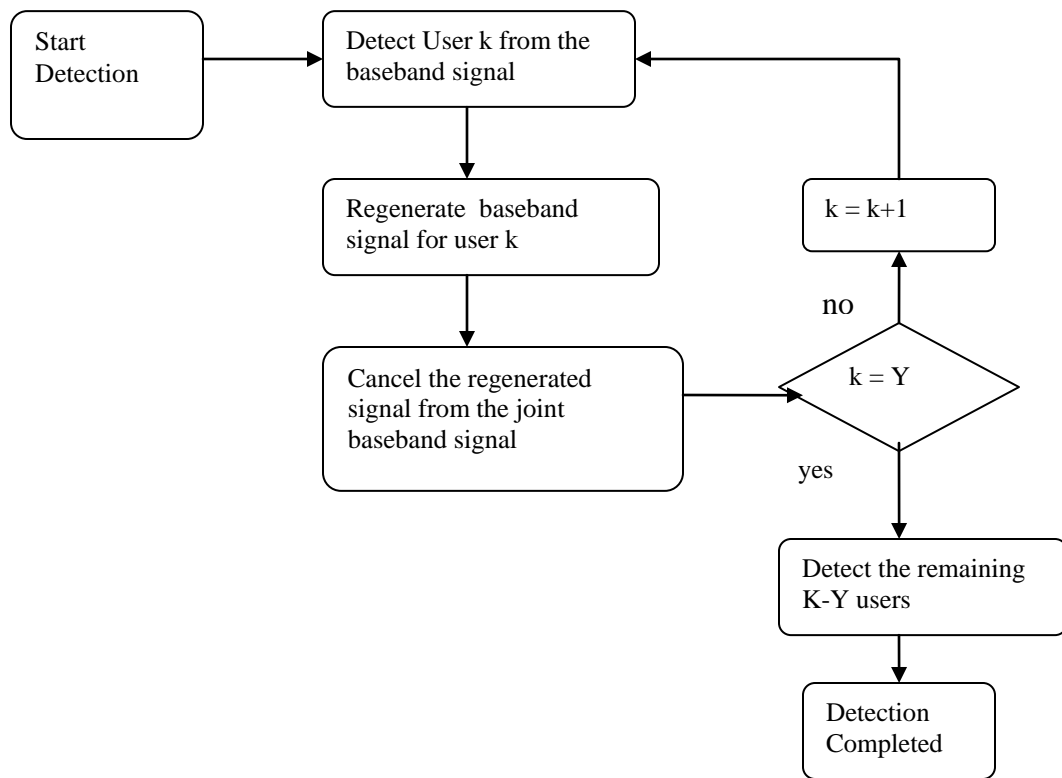 Start
Detection
Detect User k from the
baseband signal
Regenerate baseband
signal for user k
k = k+1
no
Cancel the regenerated
signal from the joint
baseband signal
k = Y
yes
Detect the remaining
K-Y users
Detection
Completed